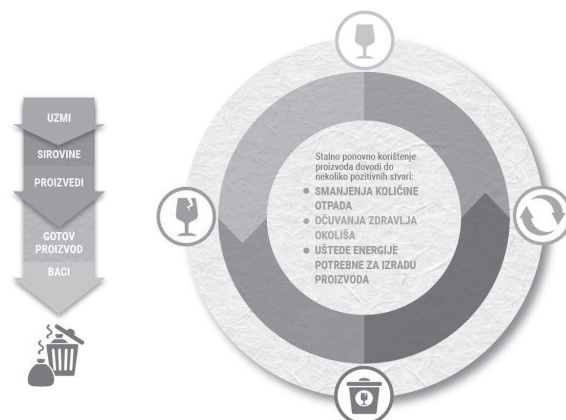 UZMI
SIROVINE
PROIZVEDI
GOTOV
PROIZVOD
BACI
Stalno ponovno korištenje
proizvoda dovodi do
nekoliko pozitivnih stvari:
● SMANJENJA KOLIČINE
OTPADA
● OČUVANJA ZDRAVLJA
OKOLIŠA
● UŠTEDE ENERGIJE
POTREBNE ZA IZRADU
PROIZVODA